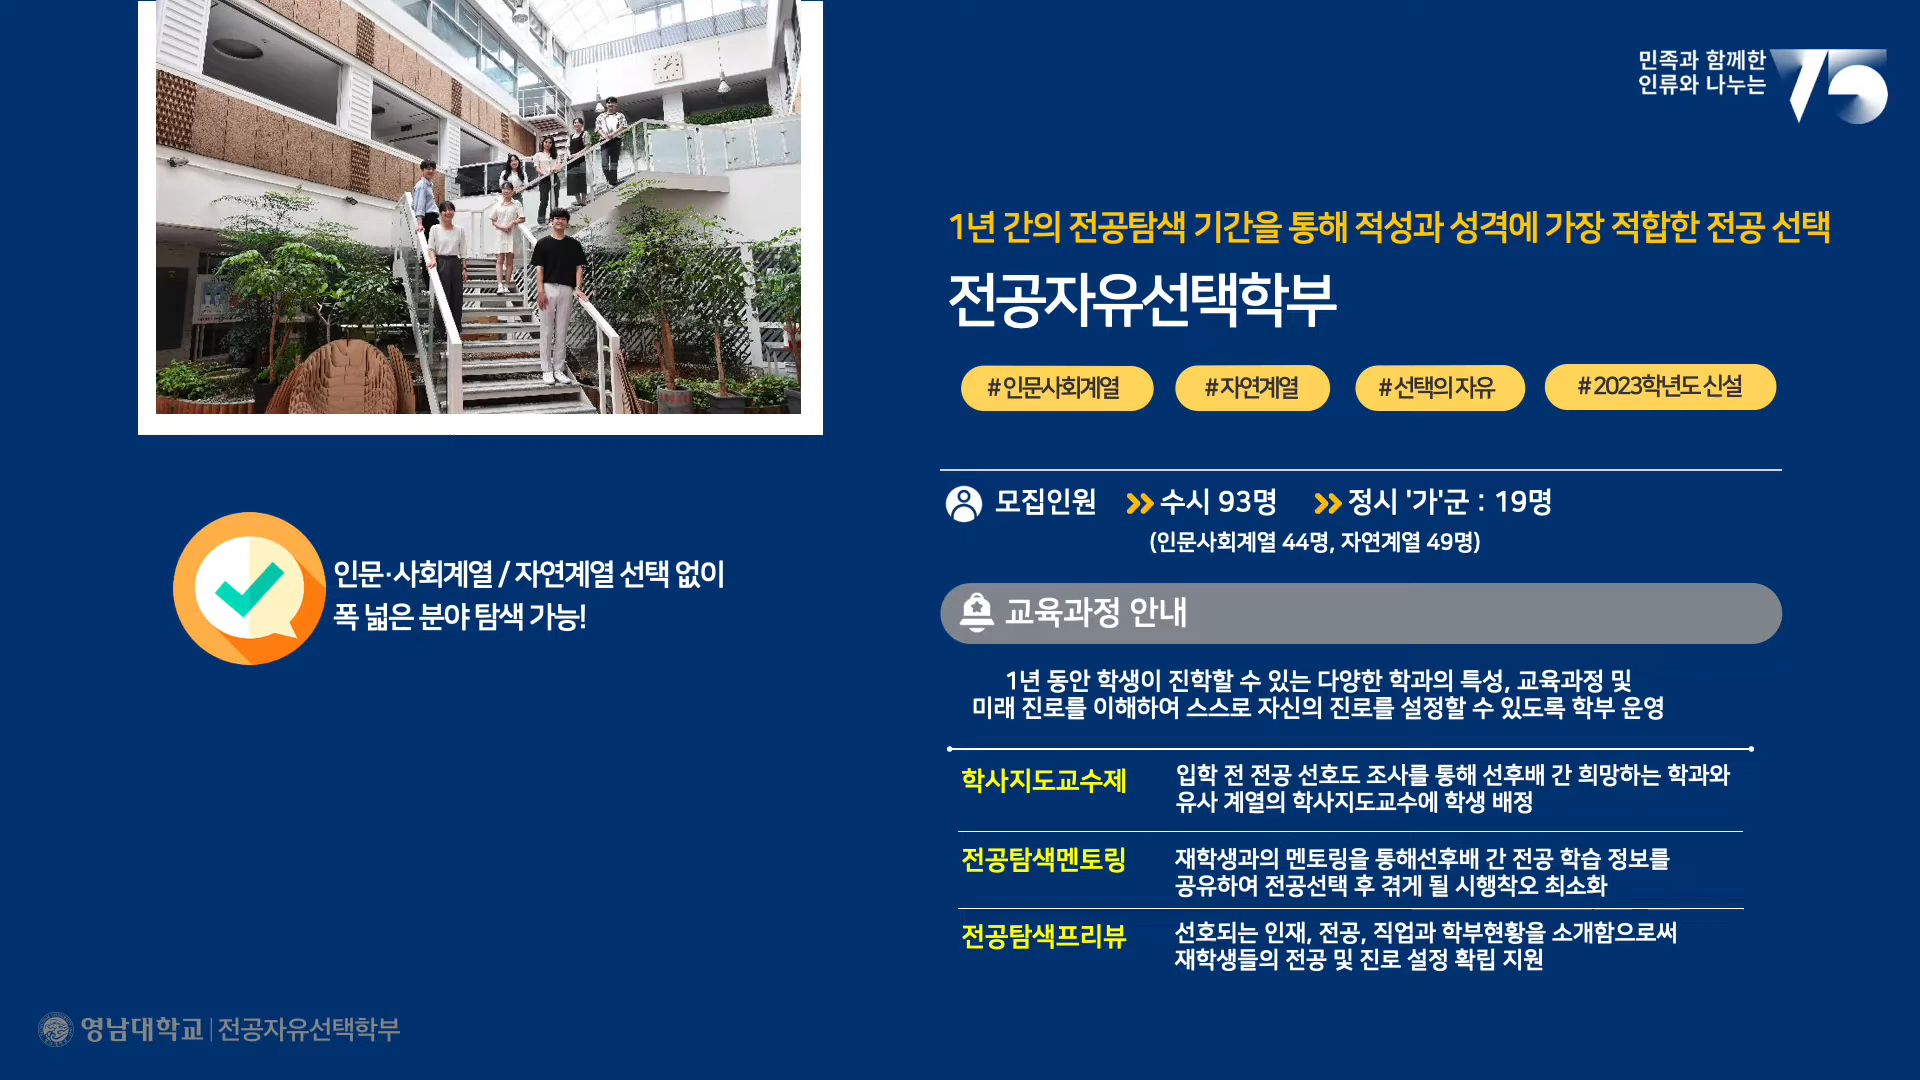 민족과 함께한
인류와 나누는
75
1년 간의 전공탐색 기간을 통해 적성과 성격에 가장 적합한 전공 선택
전공자유선택학부
#인문사회계열
#자연계열
#선택의 자유
#2023학년도 신설
모집인원 수시 93명 정시 '가'군 : 19명
(인문사회계열 44명, 자연계열 49명)
인문·사회계열 / 자연계열 선택 없이
폭 넓은 분야 탐색 가능!
교육과정 안내
1년 동안 학생이 진학할 수 있는 다양한 학과의 특성, 교육과정 및
미래 진로를 이해하여 스스로 자신의 진로를 설정할 수 있도록 학부 운영
학사지도교수제
입학 전 전공 선호도 조사를 통해 선후배 간 희망하는 학과와
유사 계열의 학사지도교수에 학생 배정
전공탐색멘토링
재학생과의 멘토링을 통해선후배 간 전공 학습 정보를
공유하여 전공선택 후 겪게 될 시행착오 최소화
전공탐색프리뷰
선호되는 인재, 전공, 직업과 학부현황을 소개함으로써
재학생들의 전공 및 진로 설정 확립 지원
영남대학교 | 전공자유선택학부